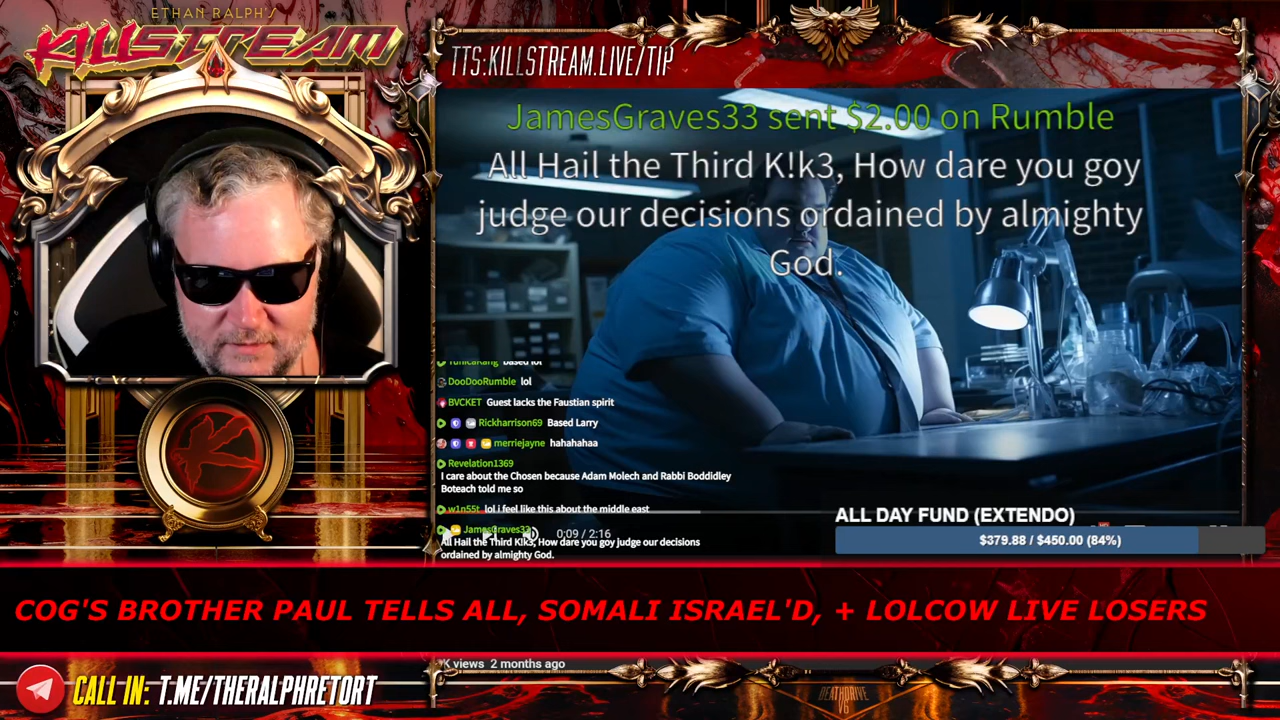 ETHAN RALPH'S
KILLSTREAM
TTS:KILLSTREAM.LIVE/TIP
JamesGraves33 sent $2.00 on Rumble
All Hail the Third K!k3, How dare you goy
judge our decisions ordained by almighty
God.
YunicaKang based lol
DooDooRumble lol
BVCKET Guest lacks the Faustian spirit
Rickharrison69 Based Larry
merriejayne hahahahaa
Revelation1369
I care about the Chosen because Adam Molech and Rabbi Boddidley
Boteach told me so
w1n55t lol i feel like this about the middle east
JamesGraves33
All Hail the Third K!k3, How dare you goy judge our decisions
ordained by almighty God.
0:09 / 2:16
ALL DAY FUND (EXTENDO)
$379.88 / $450.00 (84%)
COG'S BROTHER PAUL TELLS ALL, SOMALI ISRAEL'D, + LOLCOW LIVE LOSERS
K views 2 months ago
CALL IN: T.ME/THERALPHRETORT
DEATHDRIVE
V6